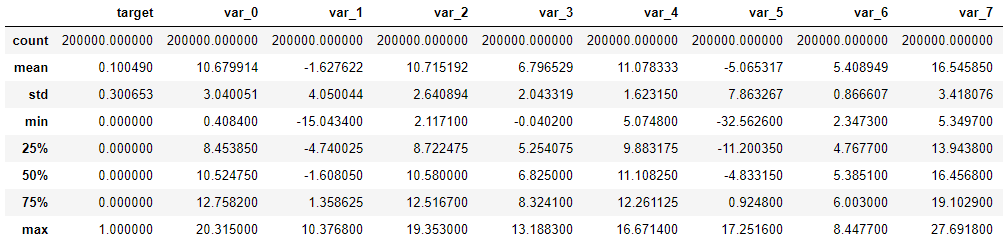 target var_0 var_1 var_2 var_3 var_4 var_5 var_6 var_7
count 200000.000000 200000.000000 200000.000000 200000.000000 200000.000000 200000.000000 200000.000000 200000.000000 200000.000000
mean 0.100490 10.679914 -1.627622 10.715192 6.796529 11.078333 -5.065317 5.408949 16.545850
std 0.300653 3.040051 4.050044 2.640894 2.043319 1.623150 7.863267 0.866607 3.418076
min 0.000000 0.408400 -15.043400 2.117100 -0.040200 5.074800 -32.562600 2.347300 5.349700
25% 0.000000 8.453850 -4.740025 8.722475 5.254075 9.883175 -11.200350 4.767700 13.943800
50% 0.000000 10.524750 -1.608050 10.580000 6.825000 11.108250 -4.833150 5.385100 16.456800
75% 0.000000 12.758200 1.358625 12.516700 8.324100 12.261125 0.924800 6.003000 19.102900
max 1.000000 20.315000 10.376800 19.353000 13.188300 16.671400 17.251600 8.447700 27.691800